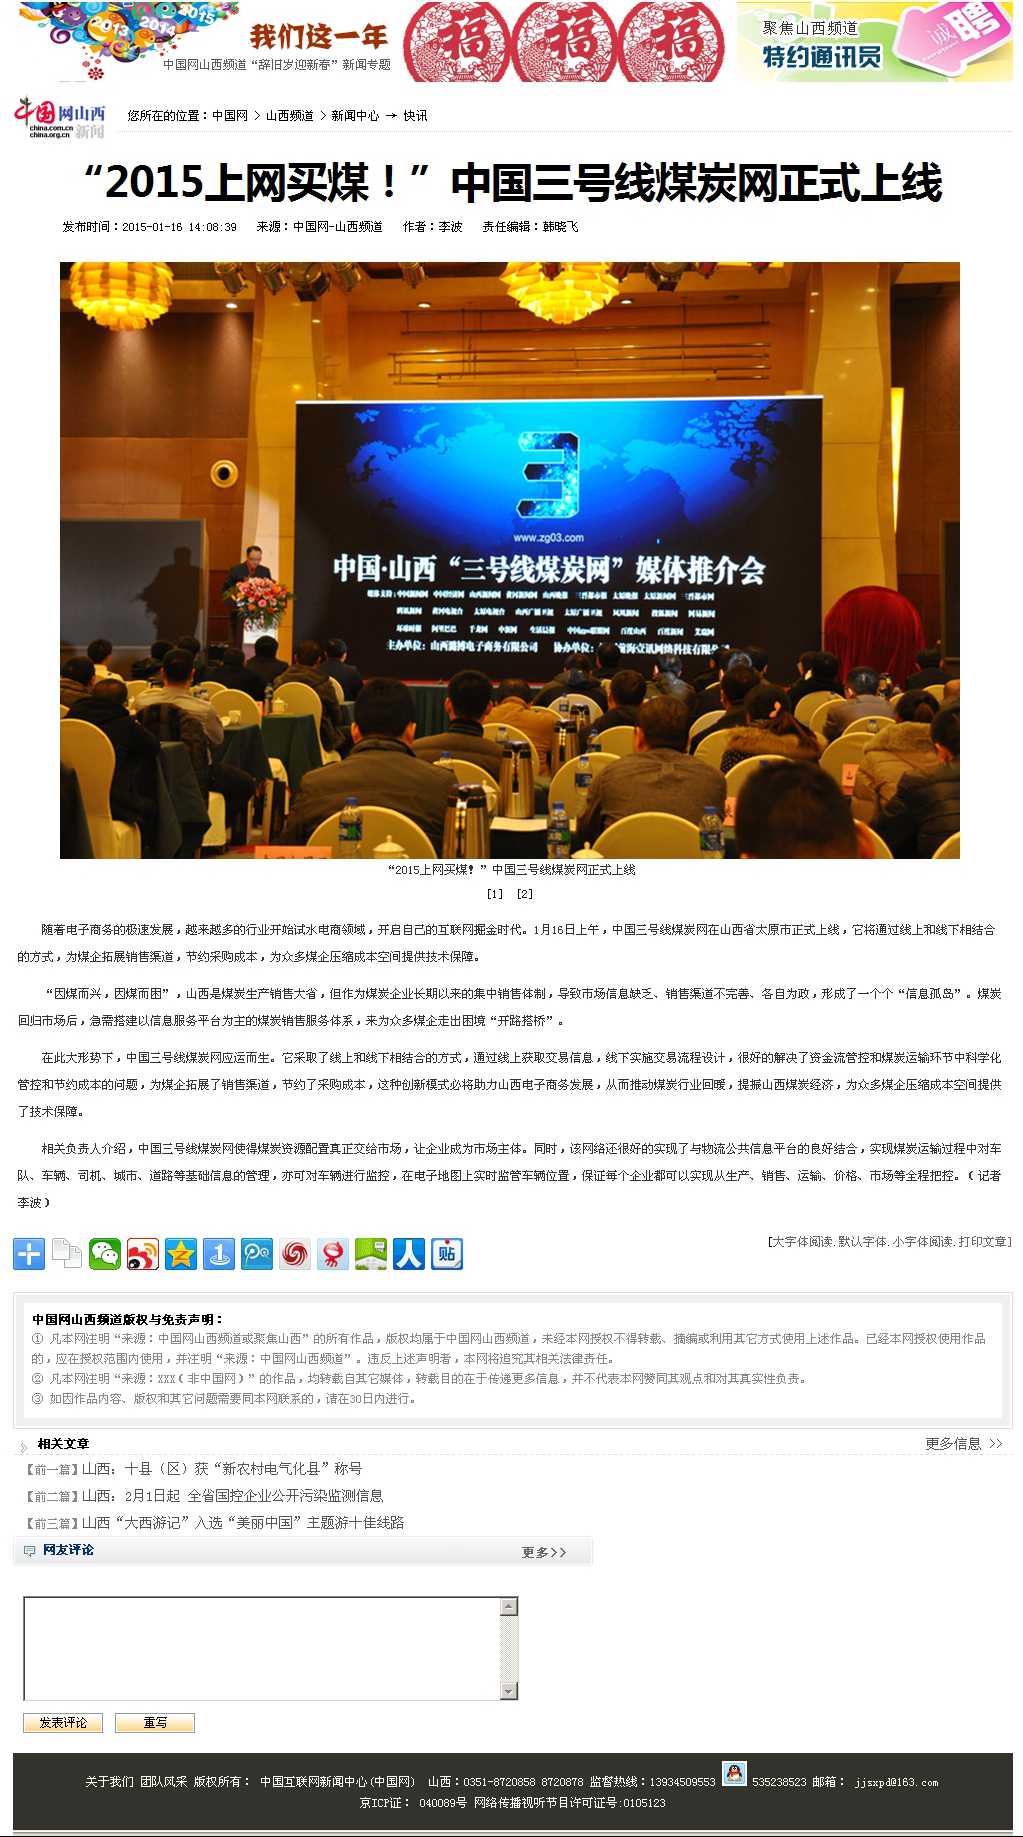 2013
2014
2015
我们这一年
中国网山西频道“辞旧岁迎新春”新闻专题
福 福 福
聚焦山西频道
特约通讯员
诚聘
中国网山西
china.com.cn
china.org.cn 新闻
您所在的位置：中国网 > 山西频道 > 新闻中心 → 快讯
“2015上网买煤！”中国三号线煤炭网正式上线
发布时间：2015-01-16 14:08:39 来源：中国网-山西频道 作者：李波 责任编辑：韩晓飞
3
www.zg03.com
中国·山西“三号线煤炭网”媒体推介会
“2015上网买煤！”中国三号线煤炭网正式上线
[1] [2]
随着电子商务的极速发展，越来越多的行业开始试水电商领域，开启自己的互联网掘金时代。1月16日上午，中国三号线煤炭网在山西省太原市正式上线，它将通过线上和线下相结合
的方式，为煤企拓展销售渠道，节约采购成本，为众多煤企压缩成本空间提供技术保障。
“因煤而兴，因煤而困”，山西是煤炭生产销售大省，但作为煤炭企业长期以来的集中销售体制，导致市场信息缺乏、销售渠道不完善、各自为政，形成了一个个“信息孤岛”。煤炭
回归市场后，急需搭建以信息服务平台为主的煤炭销售服务体系，来为众多煤企走出困境“开路搭桥”。
在此大形势下，中国三号线煤炭网应运而生。它采取了线上和线下相结合的方式，通过线上获取交易信息，线下实施交易流程设计，很好的解决了资金流管控和煤炭运输环节中科学化
管控和节约成本的问题，为煤企拓展了销售渠道，节约了采购成本，这种创新模式必将助力山西电子商务发展，从而推动煤炭行业回暖，提振山西煤炭经济，为众多煤企压缩成本空间提供
了技术保障。
相关负责人介绍，中国三号线煤炭网使得煤炭资源配置真正交给市场，让企业成为市场主体。同时，该网络还很好的实现了与物流公共信息平台的良好结合，实现煤炭运输过程中对车
队、车辆、司机、城市、道路等基础信息的管理，亦可对车辆进行监控，在电子地图上实时监管车辆位置，保证每个企业都可以实现从生产、销售、运输、价格、市场等全程把控。（记者
李波）
贴
[大字体阅读.默认字体.小字体阅读.打印文章]
中国网山西频道版权与免责声明：
① 凡本网注明“来源：中国网山西频道或聚焦山西”的所有作品，版权均属于中国网山西频道，未经本网授权不得转载、摘编或利用其它方式使用上述作品。已经本网授权使用作品
的，应在授权范围内使用，并注明“来源：中国网山西频道”。违反上述声明者，本网将追究其相关法律责任。
② 凡本网注明“来源：XXX（非中国网）”的作品，均转载自其它媒体，转载目的在于传递更多信息，并不代表本网赞同其观点和对其真实性负责。
③ 如因作品内容、版权和其它问题需要同本网联系的，请在30日内进行。
相关文章 更多信息 >>
【前一篇】山西：十县（区）获“新农村电气化县”称号
【前二篇】山西：2月1日起 全省国控企业公开污染监测信息
【前三篇】山西“大西游记”入选“美丽中国”主题游十佳线路
网友评论 更多>>
发表评论 重写
关于我们 团队风采 版权所有： 中国互联网新闻中心(中国网) 山西：0351-8720858 8720878 监督热线：13934509553 535238523 邮箱： jjsxpd@163.com
京ICP证： 040089号 网络传播视听节目许可证号:0105123